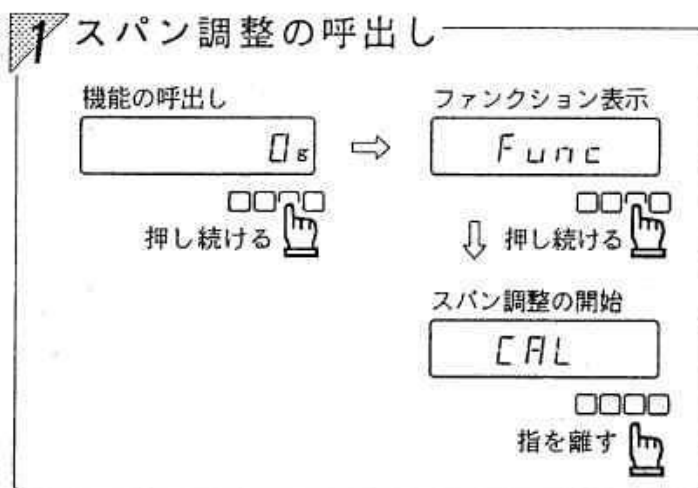 1 スパン調整の呼出し
機能の呼出し
0g
押し続ける
ファンクション表示
Func
押し続ける
スパン調整の開始
CAL
指を離す